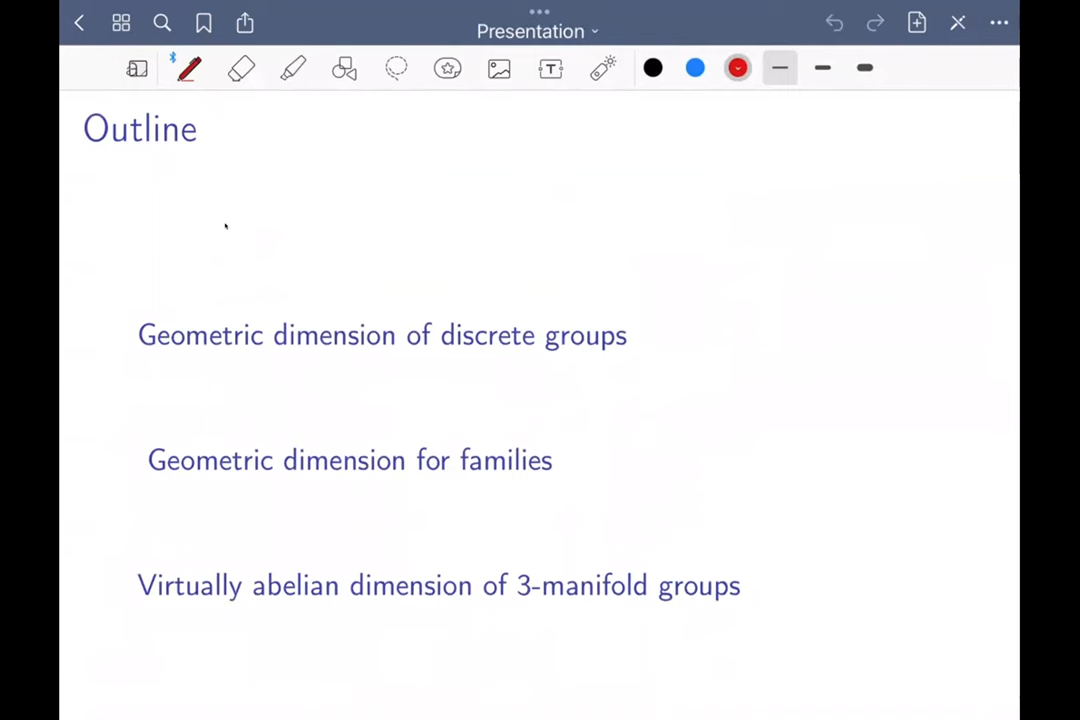 Presentation
Outline
Geometric dimension of discrete groups
Geometric dimension for families
Virtually abelian dimension of 3-manifold groups